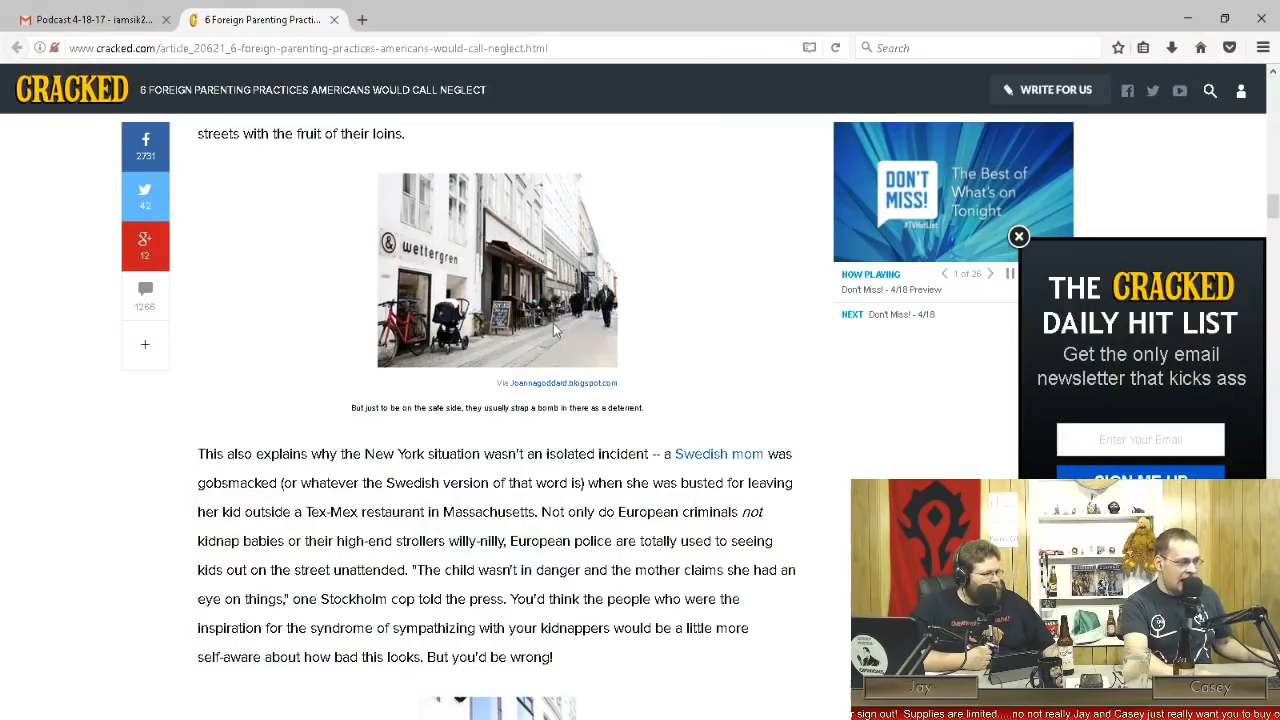 Podcast 4-18-17 - iamsik2...
6 Foreign Parenting Practi...
www.cracked.com/article_20621_6-foreign-parenting-practices-americans-would-call-neglect.html
Search
CRACKED
6 FOREIGN PARENTING PRACTICES AMERICANS WOULD CALL NEGLECT
WRITE FOR US
streets with the fruit of their loins.
2731
42
12
1266
& wettergren
Via Joannagoddard.blogspot.com
But just to be on the safe side, they usually strap a bomb in there as a deterrent.
This also explains why the New York situation wasn't an isolated incident -- a Swedish mom was
gobsmacked (or whatever the Swedish version of that word is) when she was busted for leaving
her kid outside a Tex-Mex restaurant in Massachusetts. Not only do European criminals not
kidnap babies or their high-end strollers willy-nilly, European police are totally used to seeing
kids out on the street unattended. "The child wasn't in danger and the mother claims she had an
eye on things," one Stockholm cop told the press. You'd think the people who were the
inspiration for the syndrome of sympathizing with your kidnappers would be a little more
self-aware about how bad this looks. But you'd be wrong!
DON'T
MISS!
The Best of
What's on
Tonight
NOW PLAYING
1 of 26
Don't Miss! - 4/18 Preview
NEXT Don't Miss! - 4/18
THE CRACKED
DAILY HIT LIST
Get the only email
newsletter that kicks ass
Enter Your Email
SIGN ME UP
OPINIONS
Jay
Casey
r sign out! Supplies are limited.....no not really Jay and Casey just really want you to buy o